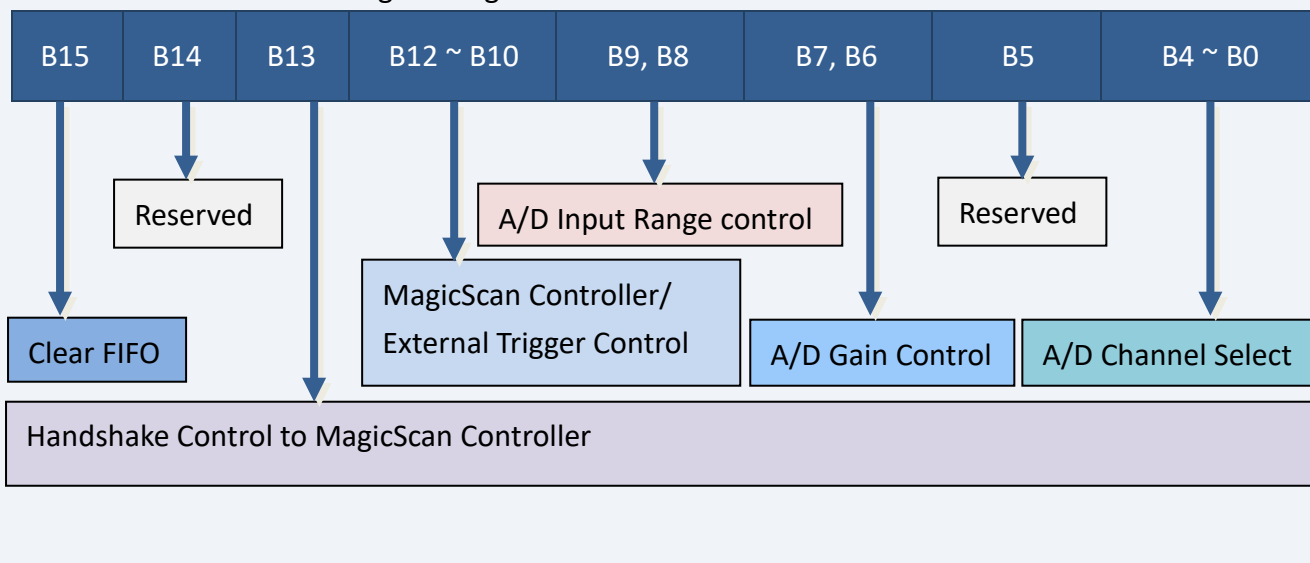 B15 B14 B13 B12 ~ B10 B9, B8 B7, B6 B5 B4 ~ B0
Reserved
A/D Input Range control
Reserved
MagicScan Controller/
External Trigger Control
Clear FIFO
A/D Gain Control
A/D Channel Select
Handshake Control to MagicScan Controller